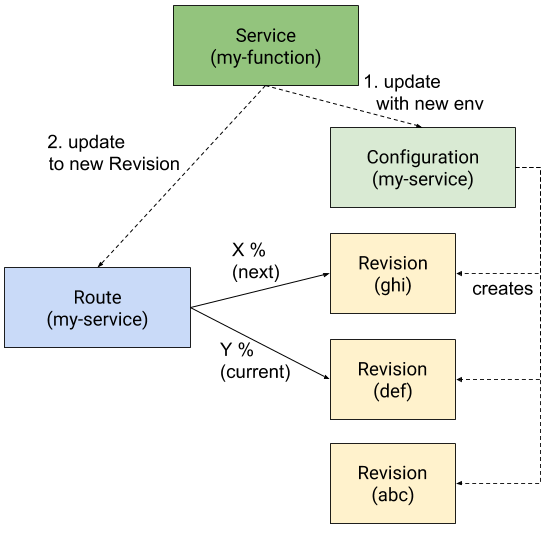 Service
(my-function)
1. update
with new env
2. update
to new Revision
Configuration
(my-service)
X %
(next)
Revision
(ghi)
Route
(my-service)
creates
Y %
(current)
Revision
(def)
Revision
(abc)